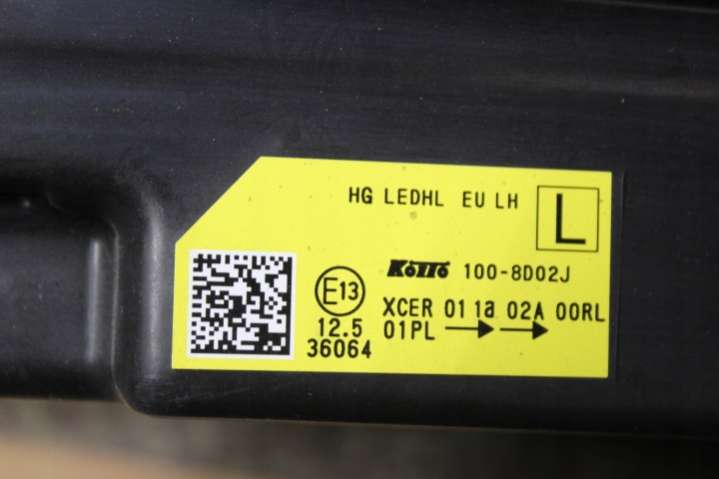 HG LEDHL EU LH
L
KOITO 100-8D02J
E13
XCER 01 1a 02A 00RL
12.5
01PL →→
36064